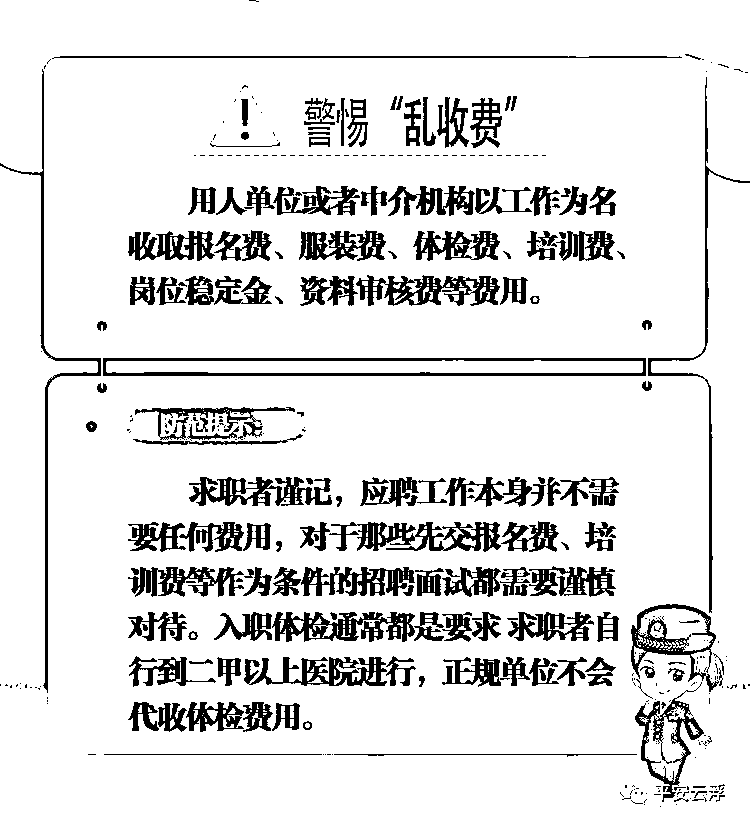 警惕“乱收费”
用人单位或者中介机构以工作为名
收取报名费、服装费、体检费、培训费、
岗位稳定金、资料审核费等费用。
防范提示：
求职者谨记，应聘工作本身并不需
要任何费用，对于那些先交报名费、培
训费等作为条件的招聘面试都需要谨慎
对待。入职体检通常都是要求 求职者自
行到二甲以上医院进行，正规单位不会
代收体检费用。
平安云浮